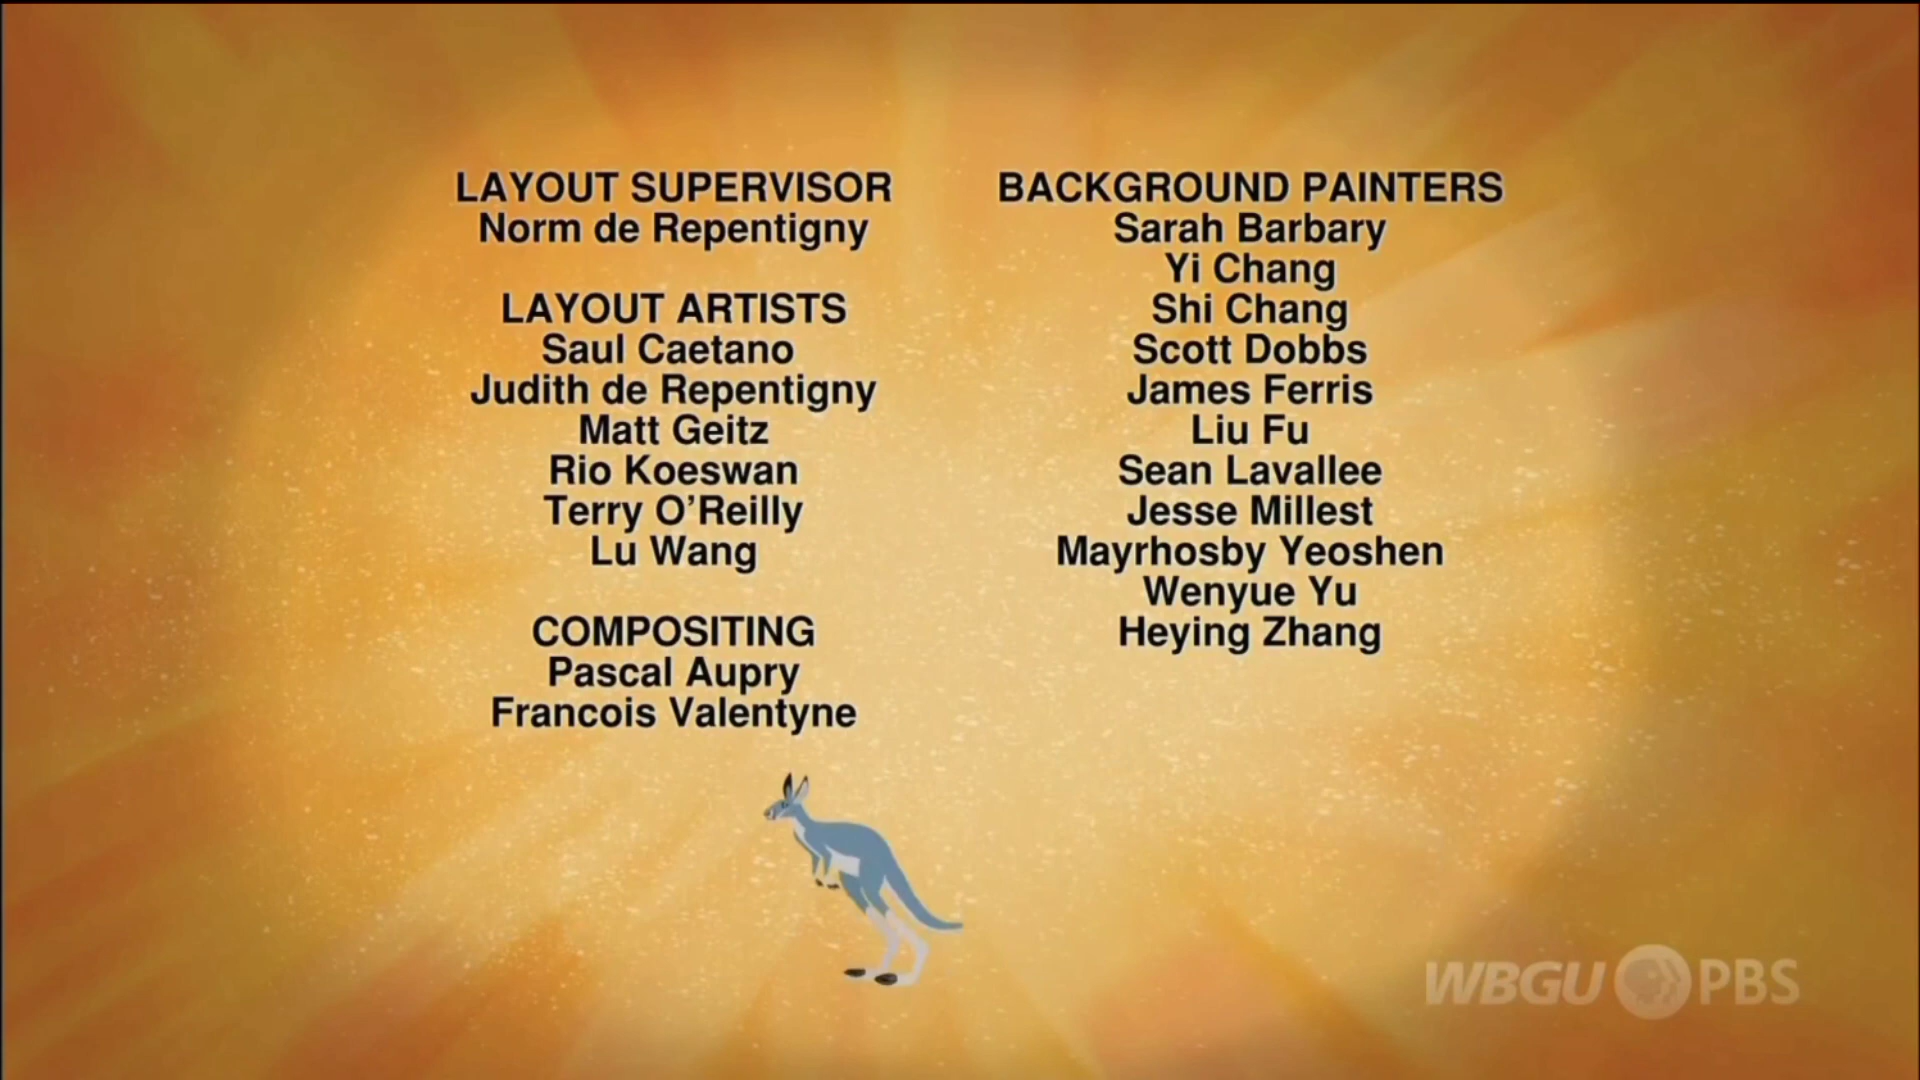 LAYOUT SUPERVISOR
Norm de Repentigny
LAYOUT ARTISTS
Saul Caetano
Judith de Repentigny
Matt Geitz
Rio Koeswan
Terry O’Reilly
Lu Wang
COMPOSITING
Pascal Aupry
Francois Valentyne
BACKGROUND PAINTERS
Sarah Barbary
Yi Chang
Shi Chang
Scott Dobbs
James Ferris
Liu Fu
Sean Lavallee
Jesse Millest
Mayrhosby Yeoshen
Wenyue Yu
Heying Zhang
WBGU PBS